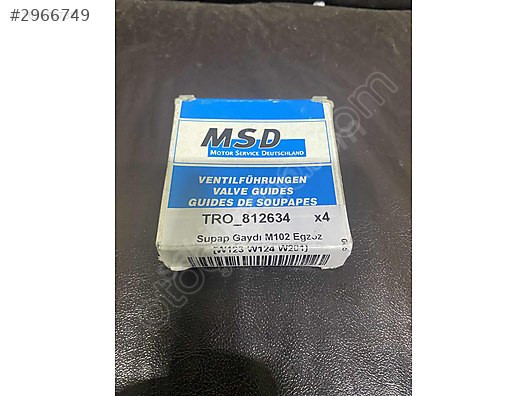 #2966749
MSD
MOTOR SERVICE DEUTSCHLAND
VENTILFÜHRUNGEN
VALVE GUIDES
GUIDES DE SOUPAPES
TRO_812634 x4
Supap Gaydı M102 Egzoz
(W123 W124 W201)